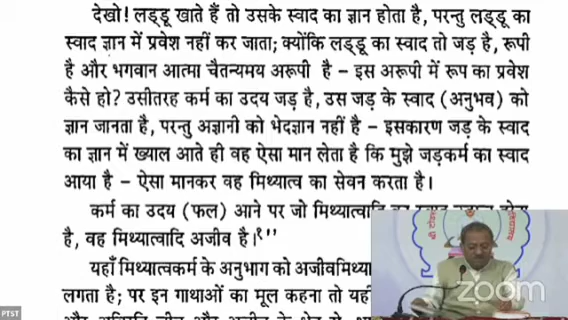 देखो! लड्डू खाते हैं तो उसके स्वाद का ज्ञान होता है, परन्तु लड्डू का
स्वाद ज्ञान में प्रवेश नहीं कर जाता; क्योंकि लड्डू का स्वाद तो जड़ है, रूपी
है और भगवान आत्मा चैतन्यमय अरूपी है – इस अरूपी में रूप का प्रवेश
कैसे हो? उसीतरह कर्म का उदय जड़ है, उस जड़ के स्वाद (अनुभव) को
ज्ञान जानता है, परन्तु अज्ञानी को भेदज्ञान नहीं है – इसकारण जड़ के स्वाद
का ज्ञान में ख्याल आते ही वह ऐसा मान लेता है कि मुझे जड़कर्म का स्वाद
आया है – ऐसा मानकर वह मिथ्यात्व का सेवन करता है।
कर्म का उदय (फल) आने पर जो मिथ्यात्वादि
है, वह मिथ्यात्वादि अजीव है।१"
यहाँ मिथ्यात्वकर्म के अनुभाग को अजीवमिथ्या
लगता है; पर इन गाथाओं का मूल कहना तो यही
zoom
PTST